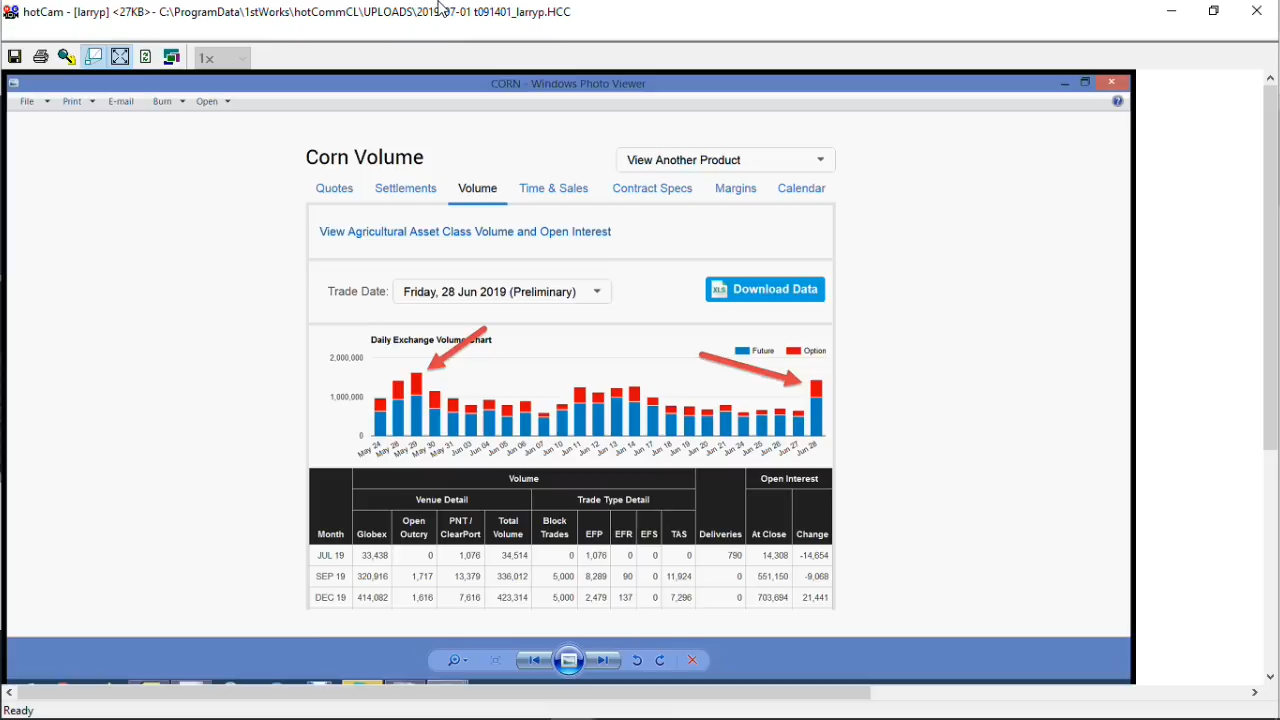 hotCam - [larryp] <27KB>- C:\ProgramData\1stWorks\hotCommCL\UPLOADS\2019-07-01 t091401_larryp.HCC
1x
CORN - Windows Photo Viewer
File Print E-mail Burn Open
Corn Volume
View Another Product
Quotes Settlements Volume Time & Sales Contract Specs Margins Calendar
View Agricultural Asset Class Volume and Open Interest
Trade Date: Friday, 28 Jun 2019 (Preliminary)
XLS Download Data
Daily Exchange Volume Chart
Future Option
2,000,000
1,000,000
0
May 24 May 28 May 29 May 30 May 31 Jun 03 Jun 04 Jun 05 Jun 06 Jun 07 Jun 10 Jun 11 Jun 12 Jun 13 Jun 14 Jun 17 Jun 18 Jun 19 Jun 20 Jun 21 Jun 24 Jun 25 Jun 26 Jun 27 Jun 28
Volume Open Interest
Venue Detail Trade Type Detail
Month Globex Open Outcry PNT / ClearPort Total Volume Block Trades EFP EFR EFS TAS Deliveries At Close Change
JUL 19 33,438 0 1,076 34,514 0 1,076 0 0 0 790 14,308 -14,654
SEP 19 320,916 1,717 13,379 336,012 5,000 8,289 90 0 11,924 0 551,150 -9,068
DEC 19 414,082 1,616 7,616 423,314 5,000 2,479 137 0 7,296 0 703,694 21,441
Ready